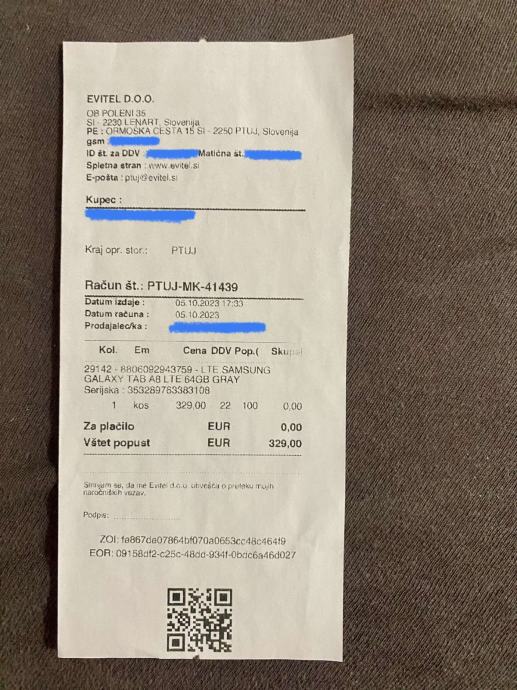 EVITEL D.O.O.
OB POLENI 35
SI - 2230 LENART, Slovenija
PE : ORMOŠKA CESTA 15 SI - 2250 PTUJ, Slovenija
gsm
ID št. za DDV : Matična št.
Spletna stran : www.evitel.si
E-pošta : ptuj@evitel.si
Kupec :
Kraj opr. stor.: PTUJ
Račun št.: PTUJ-MK-41439
Datum izdaje : 05.10.2023 17:33
Datum računa : 05.10.2023
Prodajalec/ka :
Kol. Em Cena DDV Pop.( Skupaj
29142 - 8806092943759 - LTE SAMSUNG
GALAXY TAB A8 LTE 64GB GRAY
Serijska : 353289763383108
1 kos 329,00 22 100 0,00
Za plačilo EUR 0,00
Vštet popust EUR 329,00
Strinjam se, da me Evitel d.o.o. obvešča o preteku mojih
naročniških vezav.
Podpis: ....................
ZOI: fe867de07864bf070a0653cc48c464f9
EOR: 09158df2-c25c-48dd-934f-0bdc6a46d027